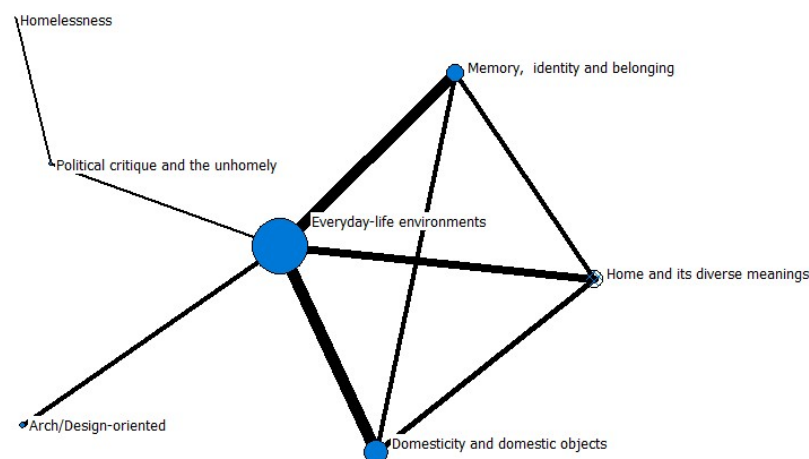 Homelessness
Memory,  identity and belonging
Political critique and the unhomely
Everyday-life environments
Home and its diverse meanings
Arch/Design-oriented
Domesticity and domestic objects